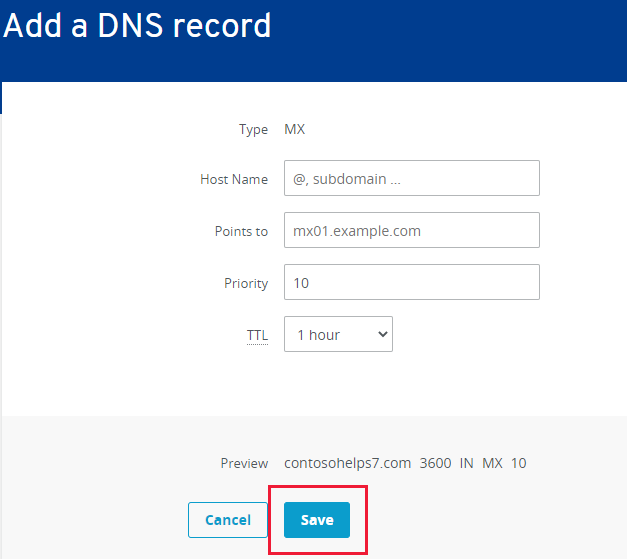 Add a DNS record
Type MX
Host Name @, subdomain ...
Points to mx01.example.com
Priority 10
TTL 1 hour
Preview contosohelps7.com 3600 IN MX 10
Cancel Save